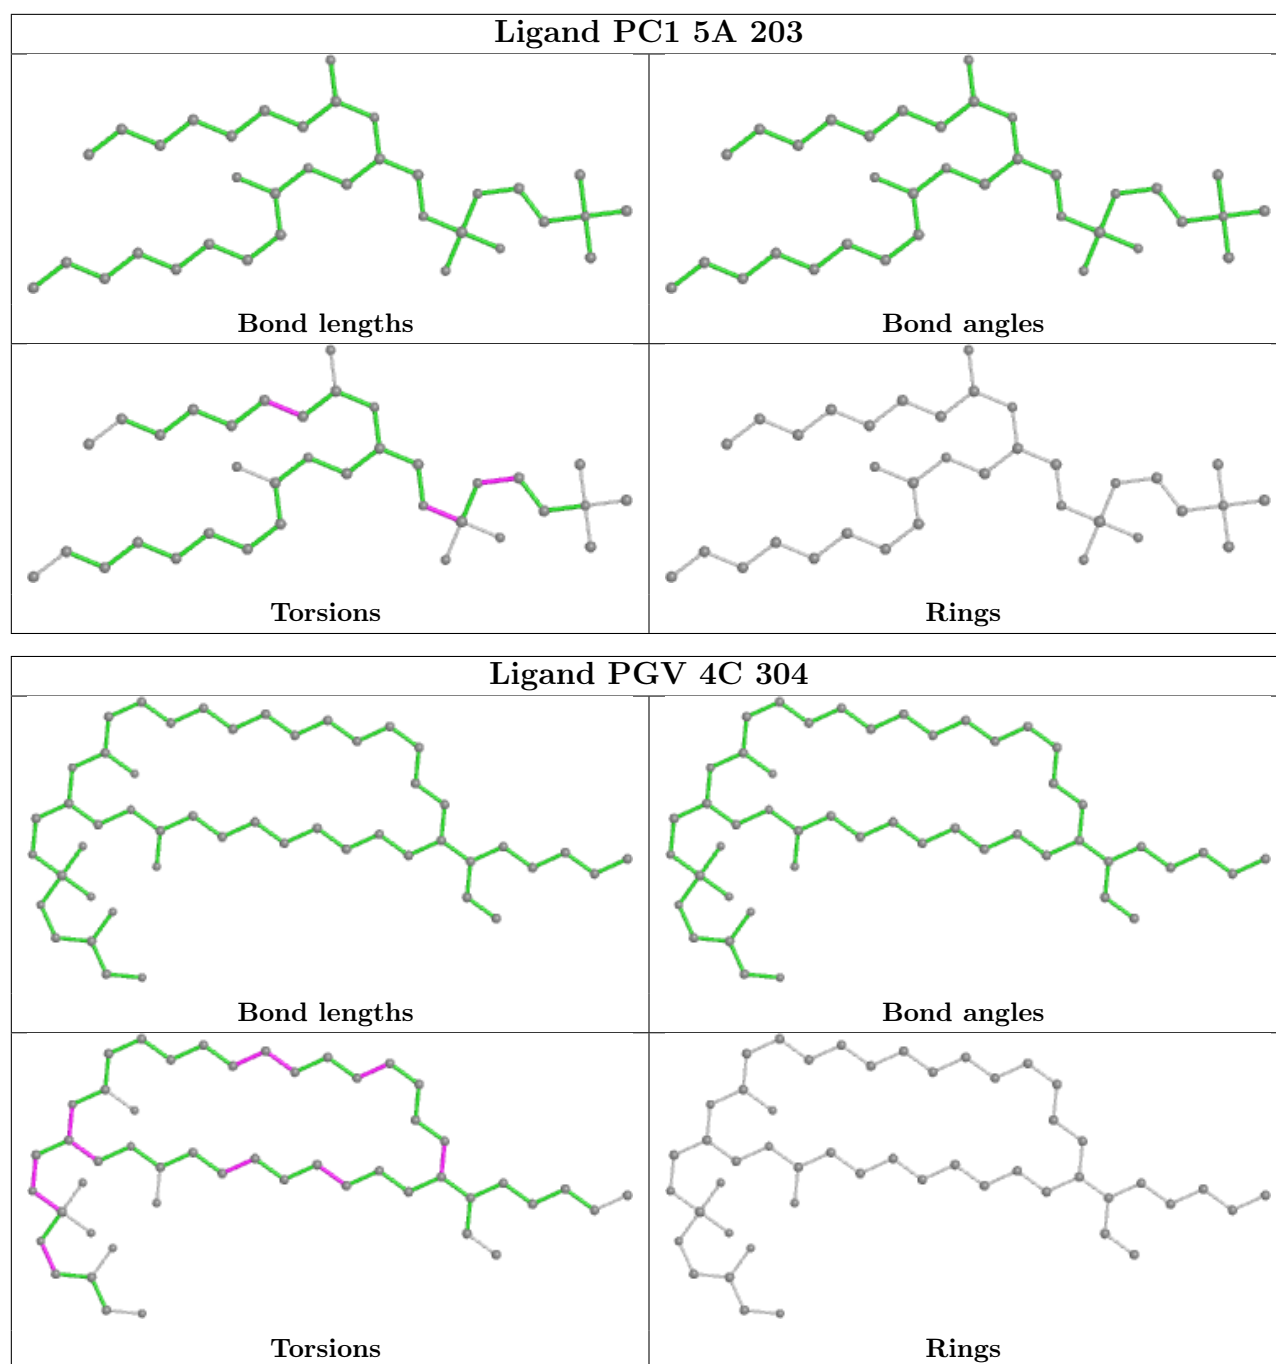 Ligand PC1 5A 203
Bond lengths
Bond angles
Torsions
Rings
Ligand PGV 4C 304
Bond lengths
Bond angles
Torsions
Rings